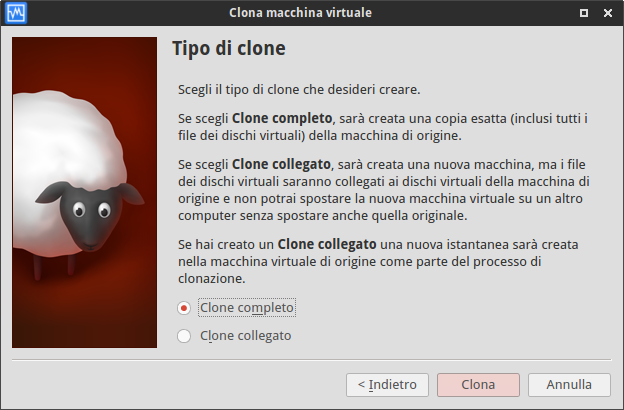 Clona macchina virtuale
Tipo di clone
Scegli il tipo di clone che desideri creare.
Se scegli Clone completo, sarà creata una copia esatta (inclusi tutti i
file dei dischi virtuali) della macchina di origine.
Se scegli Clone collegato, sarà creata una nuova macchina, ma i file
dei dischi virtuali saranno collegati ai dischi virtuali della macchina di
origine e non potrai spostare la nuova macchina virtuale su un altro
computer senza spostare anche quella originale.
Se hai creato un Clone collegato una nuova istantanea sarà creata
nella macchina virtuale di origine come parte del processo di
clonazione.
Clone completo
Clone collegato
< Indietro
Clona
Annulla